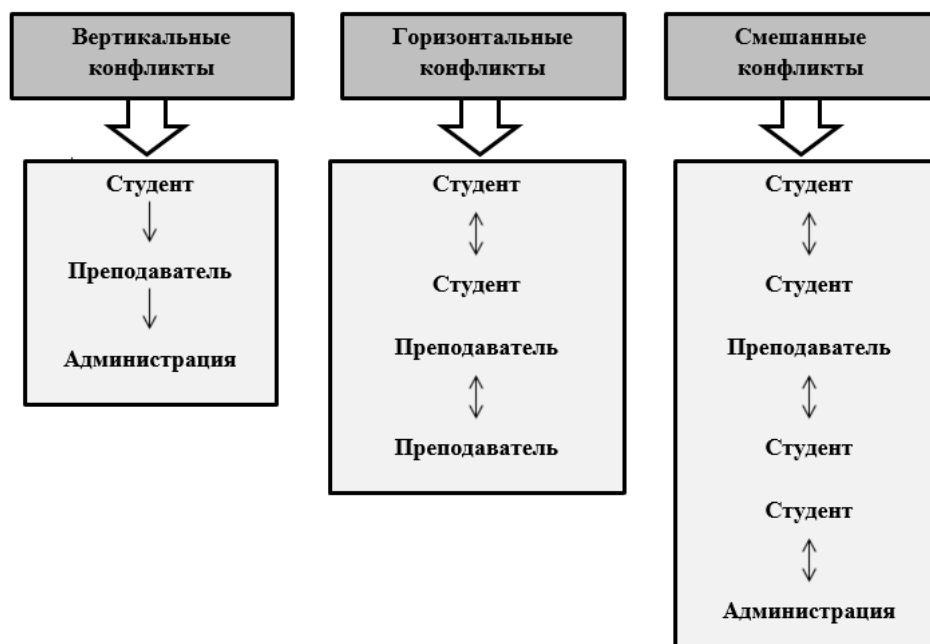 Вертикальные
конфликты
Студент
Преподаватель
Администрация
Горизонтальные
конфликты
Студент
Студент
Преподаватель
Преподаватель
Смешанные
конфликты
Студент
Студент
Преподаватель
Студент
Студент
Администрация